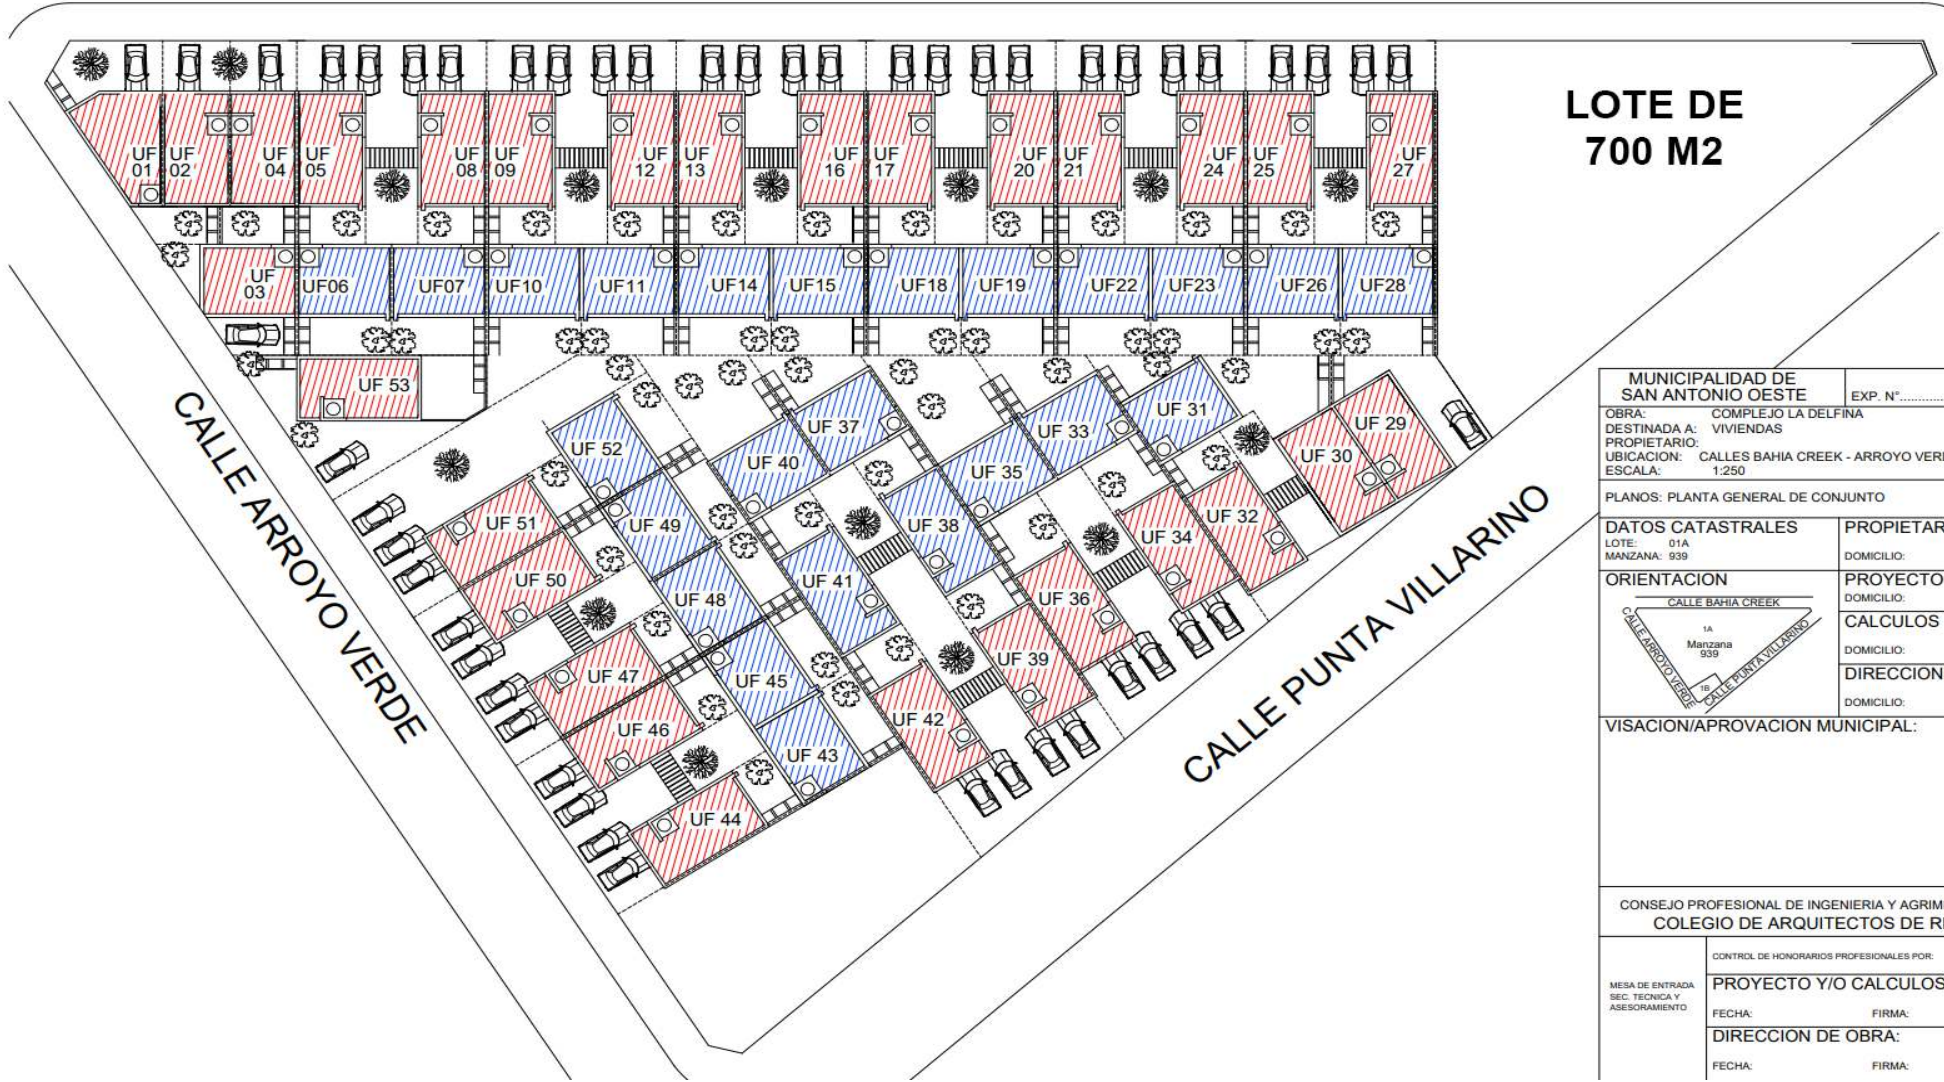 LOTE DE
700 M2
UF
01
UF
02
UF
04
UF
05
UF
08
UF
09
UF
12
UF
13
UF
16
UF
17
UF
20
UF
21
UF
24
UF
25
UF
27
UF
03
UF06
UF07
UF10
UF11
UF14
UF15
UF18
UF19
UF22
UF23
UF26
UF28
UF 53
UF 52
UF 37
UF 40
UF 33
UF 31
UF 35
UF 29
UF 30
UF 51
UF 49
UF 38
UF 32
UF 34
UF 50
UF 48
UF 41
UF 36
UF 47
UF 45
UF 39
UF 46
UF 43
UF 42
UF 44
CALLE ARROYO VERDE
CALLE PUNTA VILLARINO
MUNICIPALIDAD DE
SAN ANTONIO OESTE
EXP. N°............
OBRA: COMPLEJO LA DELFINA
DESTINADA A: VIVIENDAS
PROPIETARIO:
UBICACION: CALLES BAHIA CREEK - ARROYO VERD
ESCALA: 1:250
PLANOS: PLANTA GENERAL DE CONJUNTO
DATOS CATASTRALES
LOTE: 01A
MANZANA: 939
PROPIETAR
DOMICILIO:
ORIENTACION
CALLE BAHIA CREEK
CALLE ARROYO VERDE
1A
Manzana
939
1B
CALLE PUNTA VILLARINO
PROYECTO
DOMICILIO:
CALCULOS
DOMICILIO:
DIRECCION
DOMICILIO:
VISACION/APROVACION MUNICIPAL:
CONSEJO PROFESIONAL DE INGENIERIA Y AGRIM
COLEGIO DE ARQUITECTOS DE R
MESA DE ENTRADA
SEC. TECNICA Y
ASESORAMIENTO
CONTROL DE HONORARIOS PROFESIONALES POR:
PROYECTO Y/O CALCULOS
FECHA: FIRMA:
DIRECCION DE OBRA:
FECHA: FIRMA: